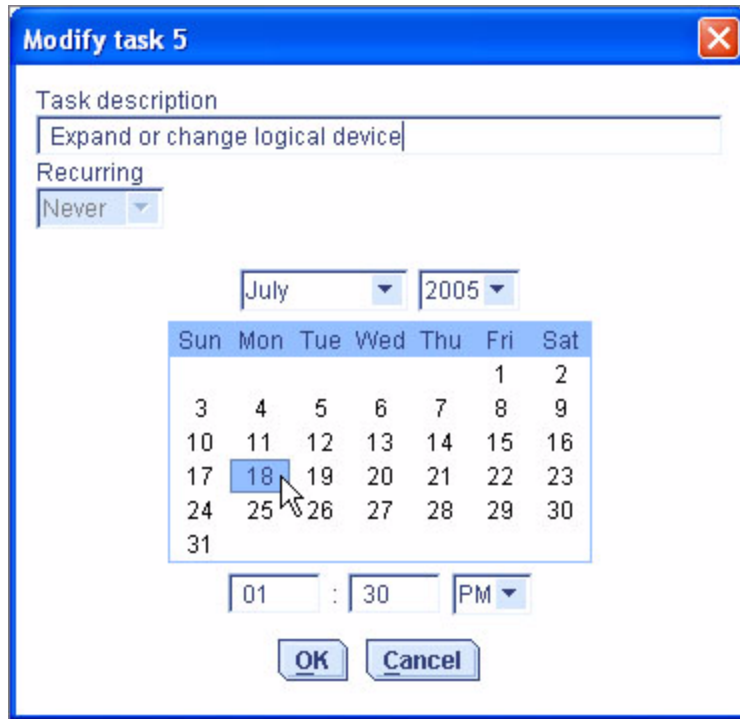 Modify task 5
Task description
Expand or change logical device
Recurring
Never
July 2005
Sun Mon Tue Wed Thu Fri Sat
1 2
3 4 5 6 7 8 9
10 11 12 13 14 15 16
17 18 19 20 21 22 23
24 25 26 27 28 29 30
31
01 : 30 PM
OK Cancel